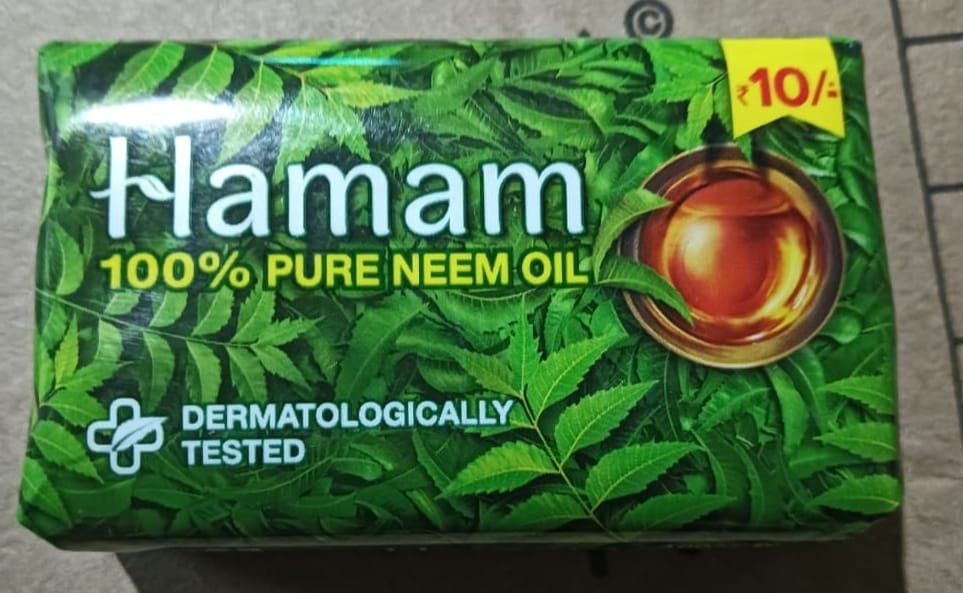 ©
₹10/-
Hamam
100% PURE NEEM OIL
DERMATOLOGICALLY
TESTED